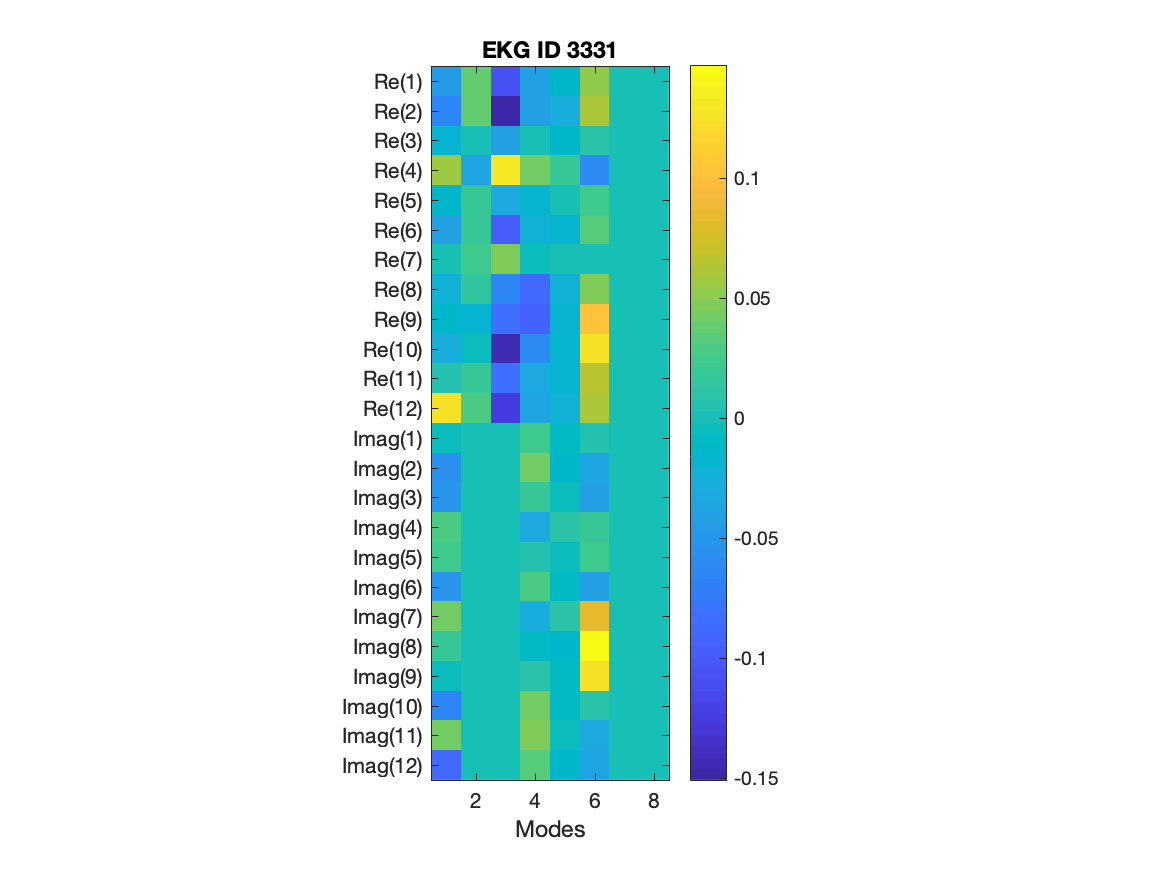 EKG ID 3331
Re(1)
Re(2)
Re(3)
Re(4)
Re(5)
Re(6)
Re(7)
Re(8)
Re(9)
Re(10)
Re(11)
Re(12)
Imag(1)
Imag(2)
Imag(3)
Imag(4)
Imag(5)
Imag(6)
Imag(7)
Imag(8)
Imag(9)
Imag(10)
Imag(11)
Imag(12)
2 4 6 8
Modes
0.1
0.05
0
-0.05
-0.1
-0.15